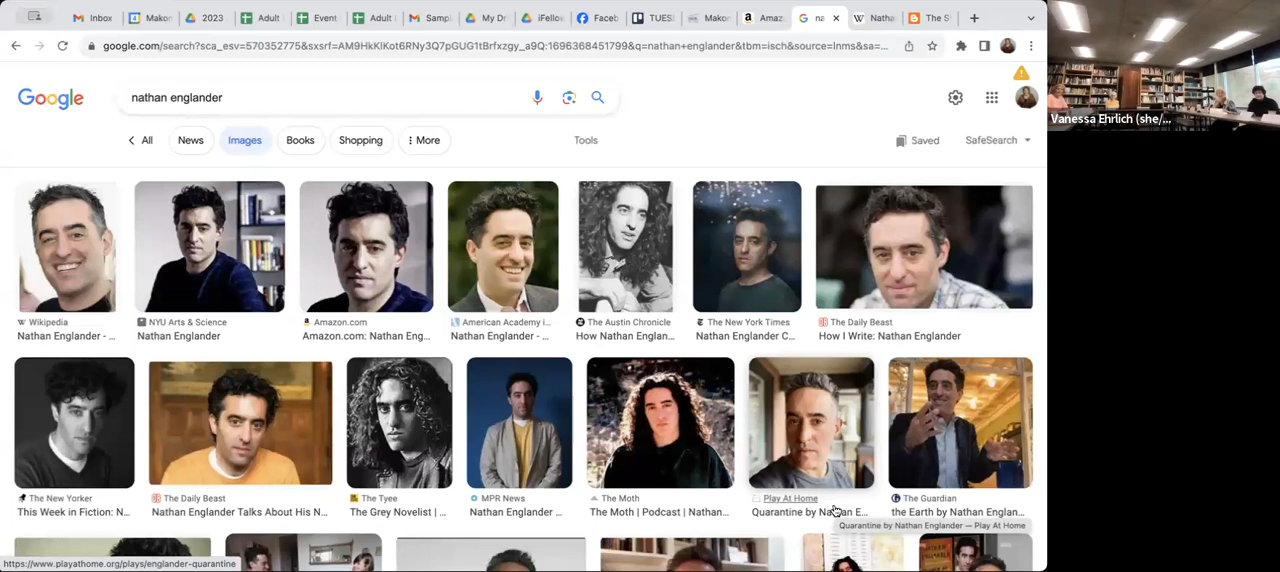 Inbox
Makon
2023
Adult
Event
Adult
Sampl
My Dr
iFello
Faceb
TUES
Makon
Amaz
na
Natha
The S
google.com/search?sca_esv=570352775&sxsrf=AM9HkKlKot6RNy3Q7pGUG1tBrfxzgy_a9Q:1696368451799&q=nathan+englander&tbm=isch&source=lnms&sa=...
Google
nathan englander
All
News
Images
Books
Shopping
More
Tools
Saved
SafeSearch
Vanessa Ehrlich (she/...
Wikipedia
NYU Arts & Science
Amazon.com
American Academy i...
The Austin Chronicle
The New York Times
The Daily Beast
Nathan Englander - ...
Nathan Englander
Amazon.com: Nathan Eng...
Nathan Englander - ...
How Nathan Englan...
Nathan Englander C...
How I Write: Nathan Englander
The New Yorker
The Daily Beast
The Tyee
MPR News
The Moth
Play At Home
The Guardian
This Week in Fiction: N...
Nathan Englander Talks About His N...
The Grey Novelist | ...
Nathan Englander ...
The Moth | Podcast | Nathan...
Quarantine by Nathan E...
the Earth by Nathan Englan...
Quarantine by Nathan Englander — Play At Home
https://www.playathome.org/plays/englander-quarantine